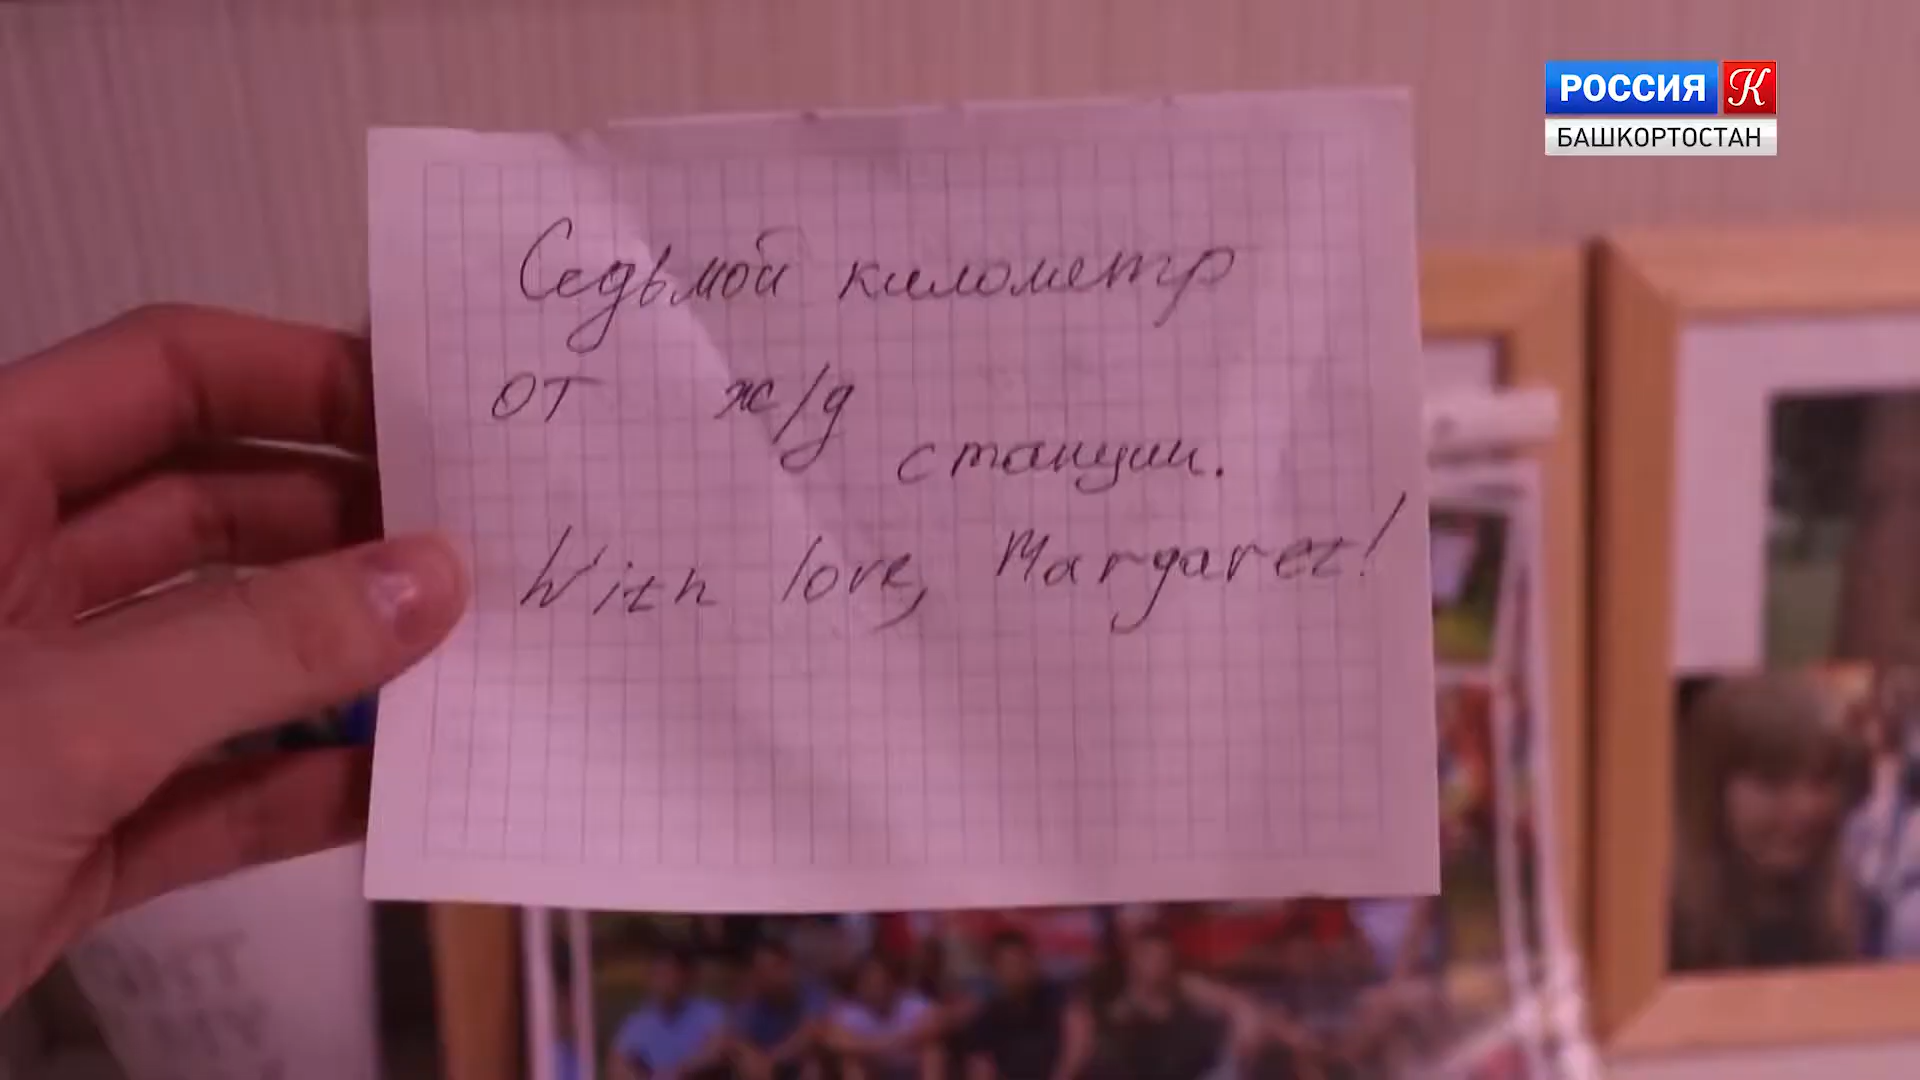 РОССИЯ К
БАШКОРТОСТАН
Седьмой километр
от ж/д
станции.
With love, Margaret!